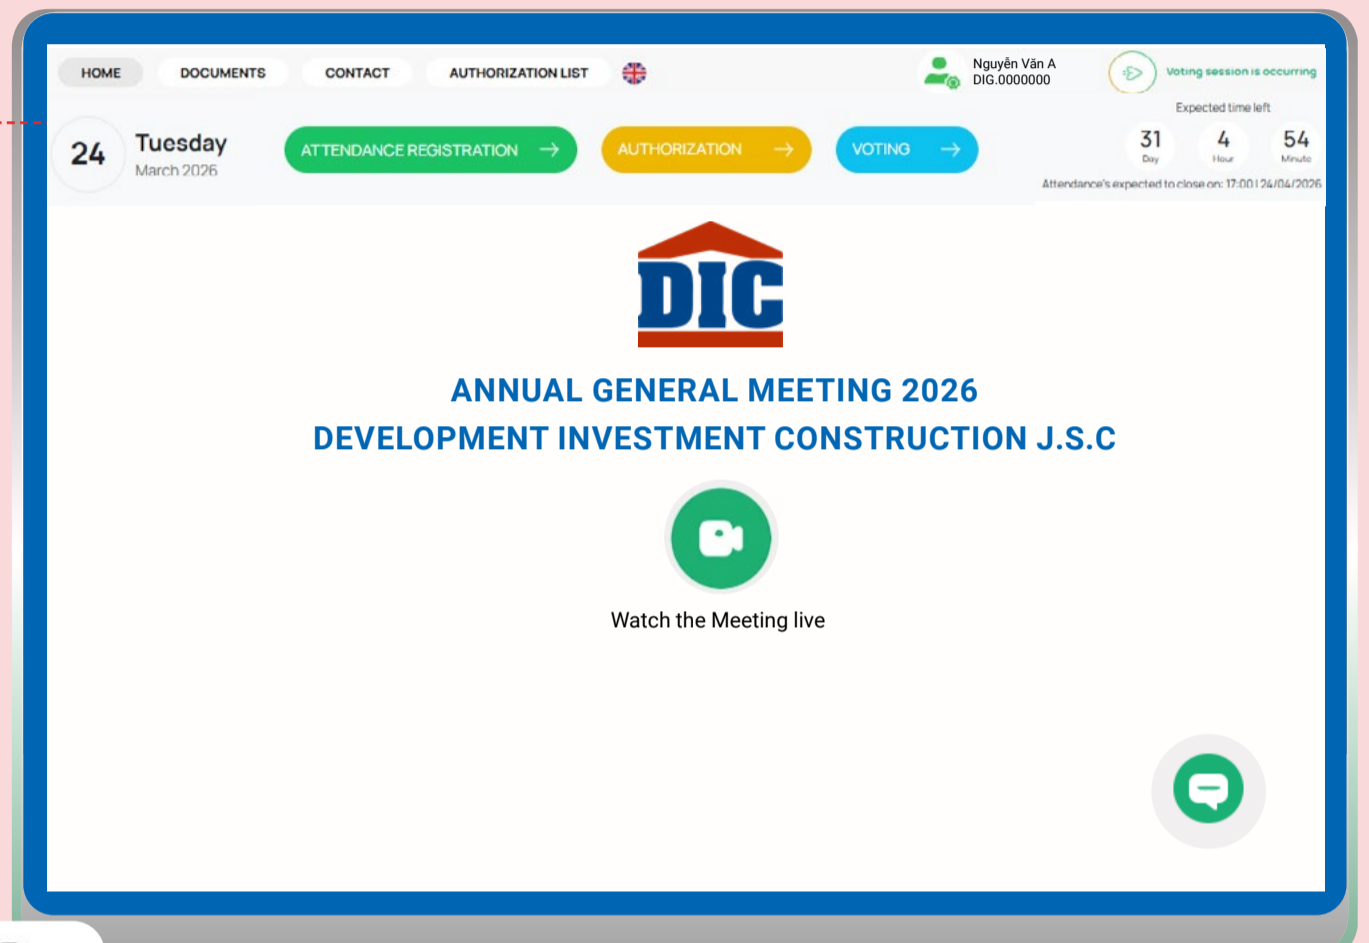 HOME DOCUMENTS CONTACT AUTHORIZATION LIST
Nguyễn Văn A
DIG.0000000
Voting session is occurring
Expected time left
24
Tuesday
March 2026
ATTENDANCE REGISTRATION
AUTHORIZATION
VOTING
31 4 54
Day Hour Minute
Attendance's expected to close on: 17:00 | 24/04/2026
DIC
ANNUAL GENERAL MEETING 2026
DEVELOPMENT INVESTMENT CONSTRUCTION J.S.C
Watch the Meeting live